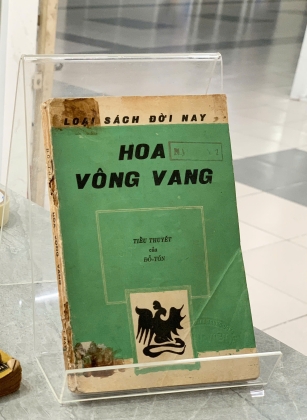 LOẠI SÁCH ĐỜI NAY
HOA
VÔNG VANG
TIỂU THUYẾT
của
ĐỖ-TỐN